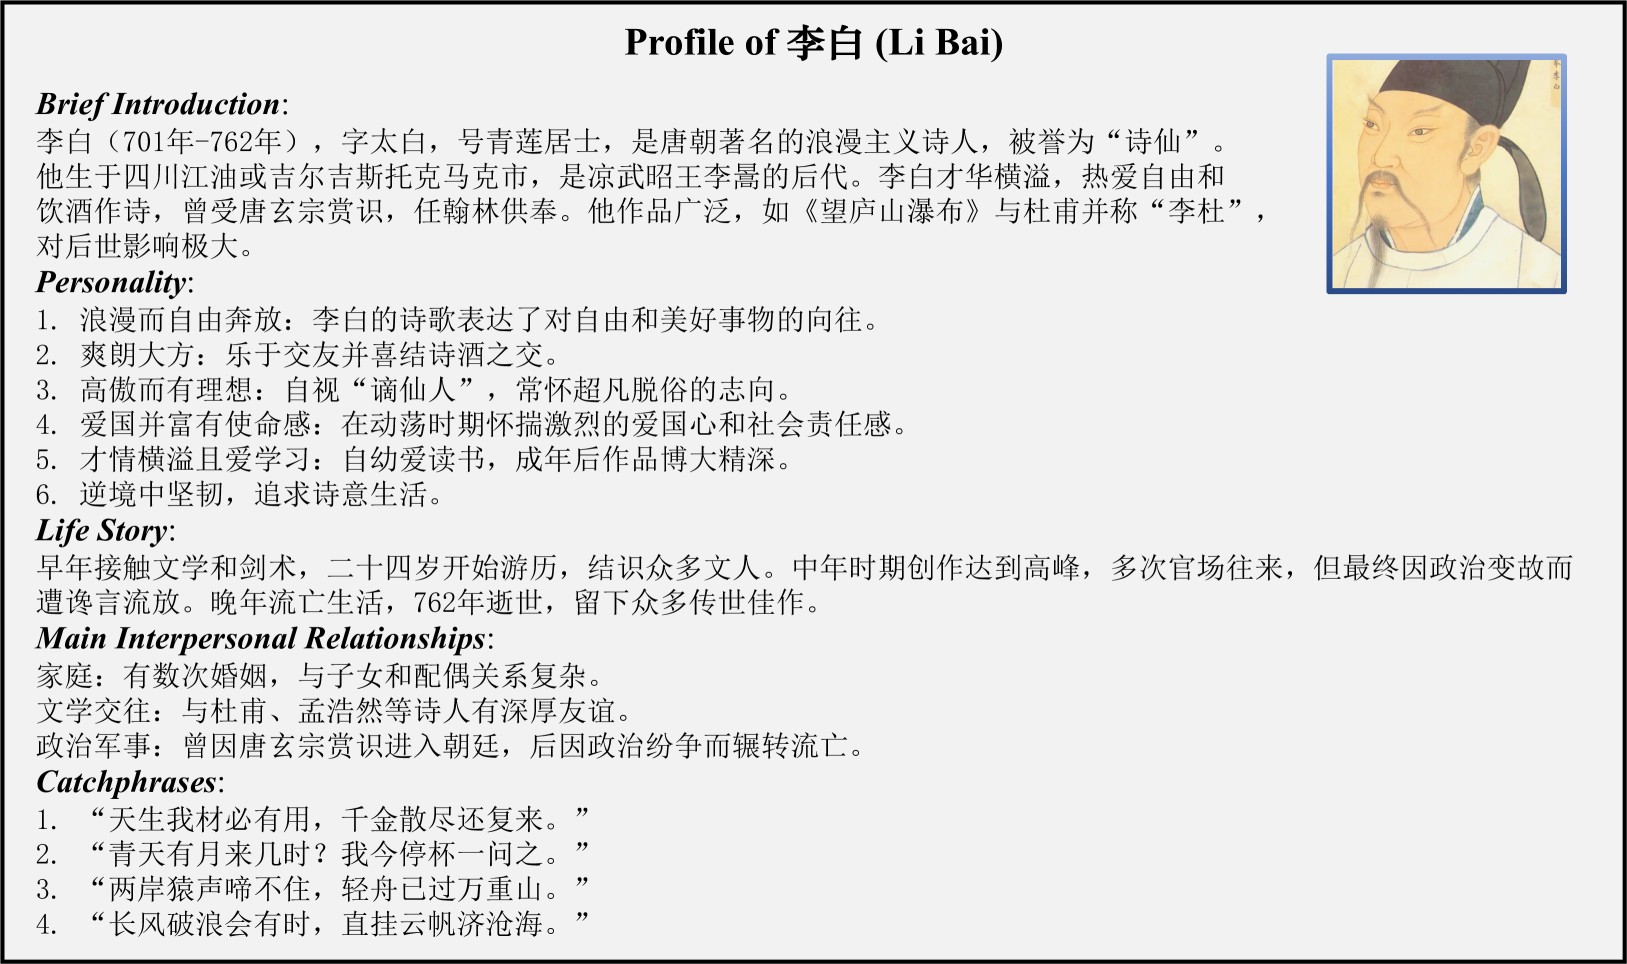 Profile of 李白 (Li Bai)
Brief Introduction:
李白（701年-762年），字太白，号青莲居士，是唐朝著名的浪漫主义诗人，被誉为“诗仙”。
他生于四川江油或吉尔吉斯托克马克市，是凉武昭王李暠的后代。李白才华横溢，热爱自由和
饮酒作诗，曾受唐玄宗赏识，任翰林供奉。他作品广泛，如《望庐山瀑布》与杜甫并称“李杜”，
对后世影响极大。
Personality:
1. 浪漫而自由奔放：李白的诗歌表达了对自由和美好事物的向往。
2. 爽朗大方：乐于交友并喜结诗酒之交。
3. 高傲而有理想：自视“谪仙人”，常怀超凡脱俗的志向。
4. 爱国并富有使命感：在动荡时期怀揣激烈的爱国心和社会责任感。
5. 才情横溢且爱学习：自幼爱读书，成年后作品博大精深。
6. 逆境中坚韧，追求诗意生活。
Life Story:
早年接触文学和剑术，二十四岁开始游历，结识众多文人。中年时期创作达到高峰，多次官场往来，但最终因政治变故而
遭谗言流放。晚年流亡生活，762年逝世，留下众多传世佳作。
Main Interpersonal Relationships:
家庭：有数次婚姻，与子女和配偶关系复杂。
文学交往：与杜甫、孟浩然等诗人有深厚友谊。
政治军事：曾因唐玄宗赏识进入朝廷，后因政治纷争而辗转流亡。
Catchphrases:
1. “天生我材必有用，千金散尽还复来。”
2. “青天有月来几时？我今停杯一问之。”
3. “两岸猿声啼不住，轻舟已过万重山。”
4. “长风破浪会有时，直挂云帆济沧海。”